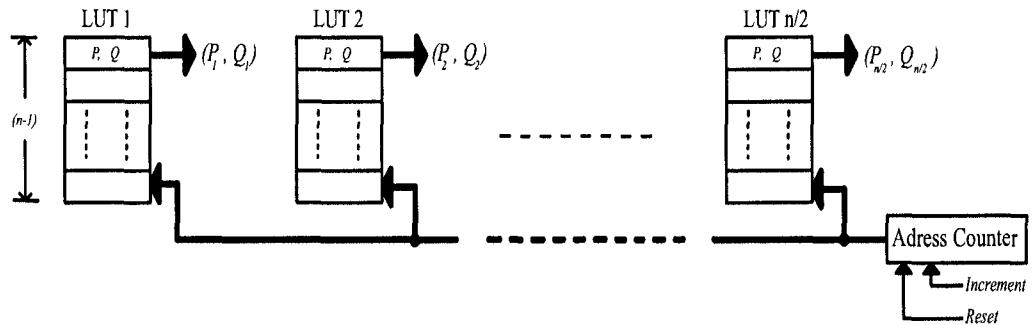 LUT 1
LUT 2
LUT n/2
P, Q
(P1, Q1)
P, Q
(P2, Q2)
P, Q
(Pn/2, Qn/2)
(n-1)
Adress Counter
Increment
Reset